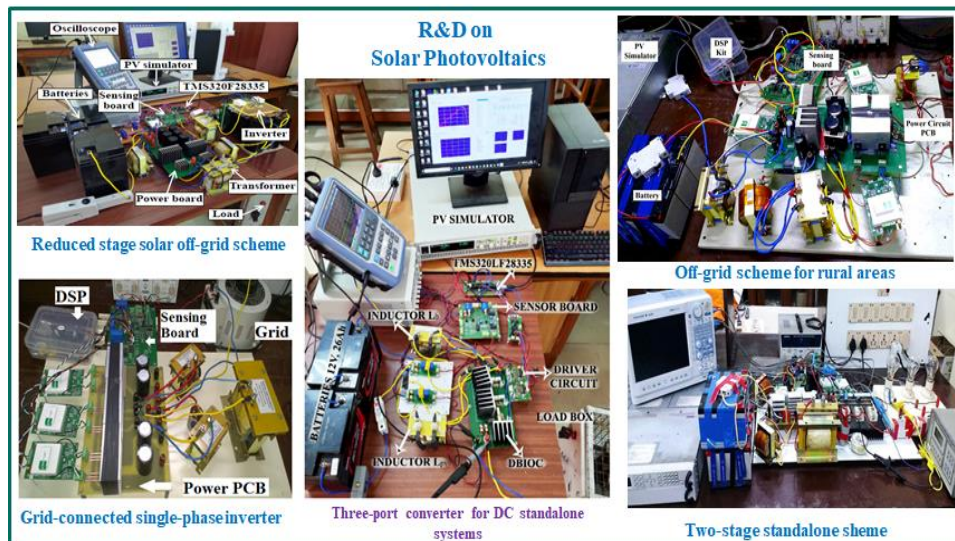 R&D on
Solar Photovoltaics
Oscilloscope
PV simulator
Batteries
Sensing
board
TMS320F28335
Inverter
Transformer
Power board
Load
Reduced stage solar off-grid scheme
DSP
Sensing
Board
Grid
Power PCB
Grid-connected single-phase inverter
PV SIMULATOR
TMS320LF28335
SENSOR BOARD
INDUCTOR L
BATTERIES 12V, 26Ah
DRIVER
CIRCUIT
LOAD BOX
INDUCTOR L
DBIOC
Three-port converter for DC standalone
systems
PV
Simulator
DSP
Kit
Sensing
board
Power Circuit
PCB
Battery
Off-grid scheme for rural areas
Two-stage standalone sheme